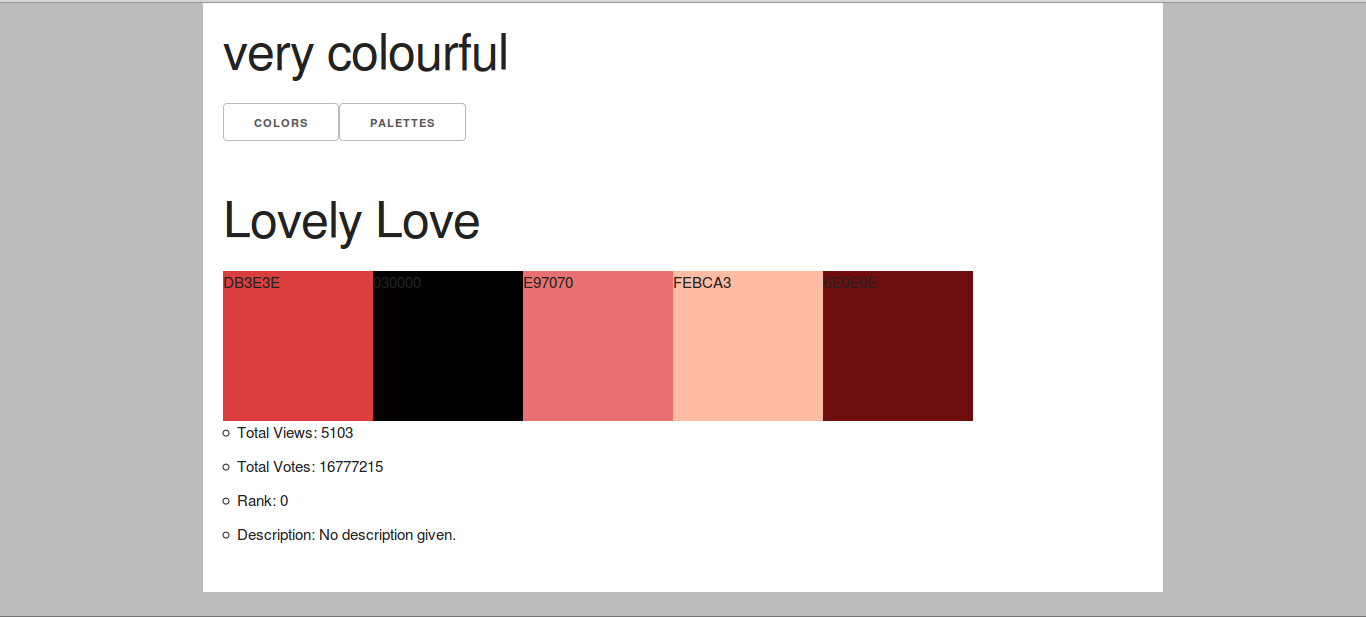 very colourful
COLORS PALETTES
Lovely Love
DB3E3E 030000 E97070 FEBCA3 6E0E0E
Total Views: 5103
Total Votes: 16777215
Rank: 0
Description: No description given.